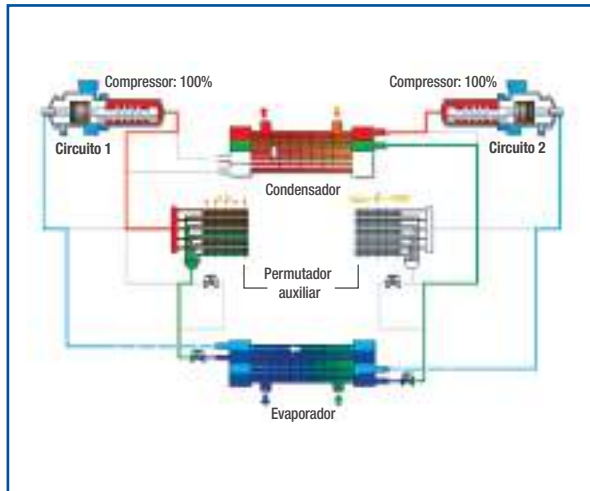 Compressor: 100%
Compressor: 100%
Circuito 1
Circuito 2
Condensador
Permutador
auxiliar
Evaporador